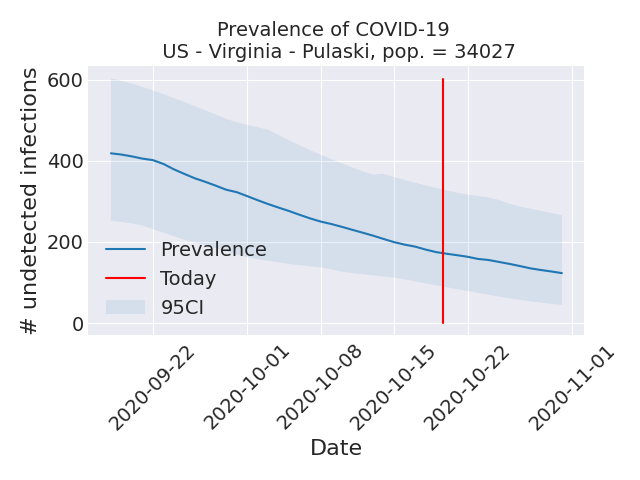 Prevalence of COVID-19
US - Virginia - Pulaski, pop. = 34027
# undetected infections
600
400
200
0
Prevalence
Today
95CI
2020-09-22
2020-10-01
2020-10-08
2020-10-15
2020-10-22
2020-11-01
Date